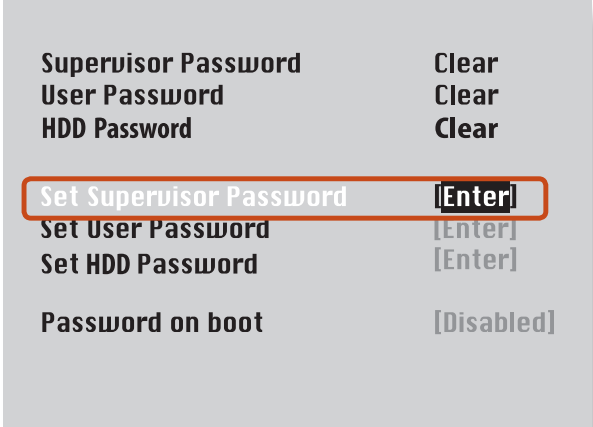 Supervisor Password Clear
User Password Clear
HDD Password Clear
Set Supervisor Password [Enter]
Set User Password [Enter]
Set HDD Password [Enter]
Password on boot [Disabled]